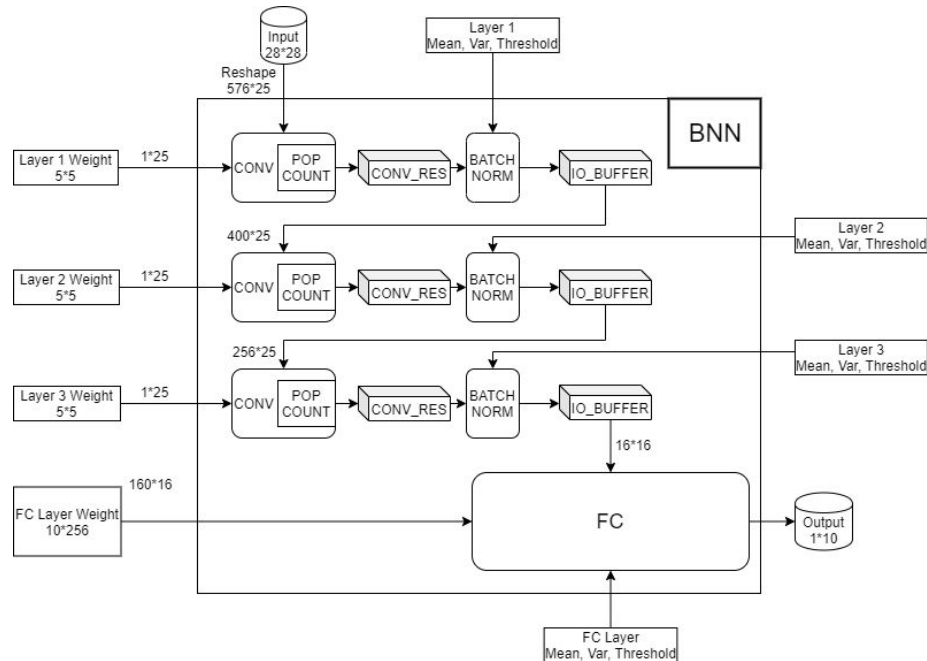 Input
28*28
Layer 1
Mean, Var, Threshold
Reshape
576*25
BNN
Layer 1 Weight
5*5
1*25
CONV
POP
COUNT
CONV_RES
BATCH
NORM
IO_BUFFER
400*25
Layer 2
Mean, Var, Threshold
Layer 2 Weight
5*5
1*25
CONV
POP
COUNT
CONV_RES
BATCH
NORM
IO_BUFFER
256*25
Layer 3
Mean, Var, Threshold
Layer 3 Weight
5*5
1*25
CONV
POP
COUNT
CONV_RES
BATCH
NORM
IO_BUFFER
16*16
160*16
FC Layer Weight
10*256
FC
Output
1*10
FC Layer
Mean, Var, Threshold